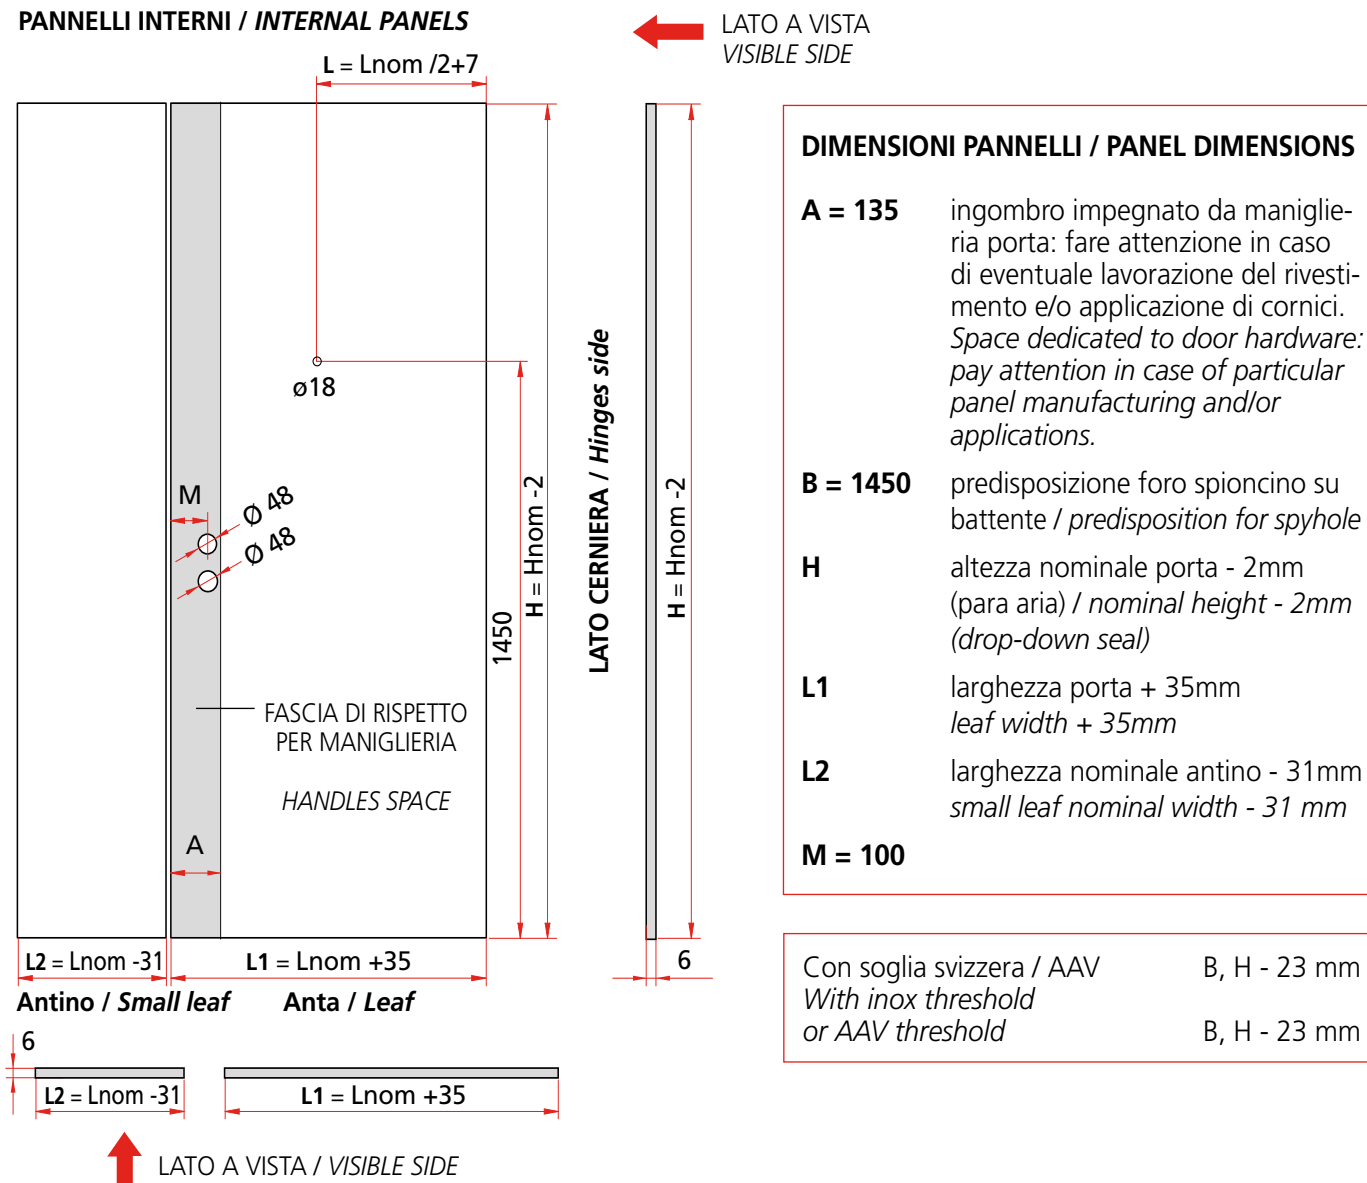 PANNELLI INTERNI / INTERNAL PANELS
LATO A VISTA
VISIBLE SIDE
L = Lnom /2+7
ø18
M
Ø 48
Ø 48
1450
H = Hnom -2
LATO CERNIERA / Hinges side
H = Hnom -2
FASCIA DI RISPETTO
PER MANIGLIERIA
HANDLES SPACE
A
L2 = Lnom -31
L1 = Lnom +35
6
Antino / Small leaf
Anta / Leaf
6
L2 = Lnom -31
L1 = Lnom +35
LATO A VISTA / VISIBLE SIDE
DIMENSIONI PANNELLI / PANEL DIMENSIONS
A = 135 ingombro impegnato da maniglie-
ria porta: fare attenzione in caso
di eventuale lavorazione del rivesti-
mento e/o applicazione di cornici.
Space dedicated to door hardware:
pay attention in case of particular
panel manufacturing and/or
applications.
B = 1450 predisposizione foro spioncino su
battente / predisposition for spyhole
H altezza nominale porta - 2mm
(para aria) / nominal height - 2mm
(drop-down seal)
L1 larghezza porta + 35mm
leaf width + 35mm
L2 larghezza nominale antino - 31mm
small leaf nominal width - 31 mm
M = 100
Con soglia svizzera / AAV B, H - 23 mm
With inox threshold
or AAV threshold B, H - 23 mm